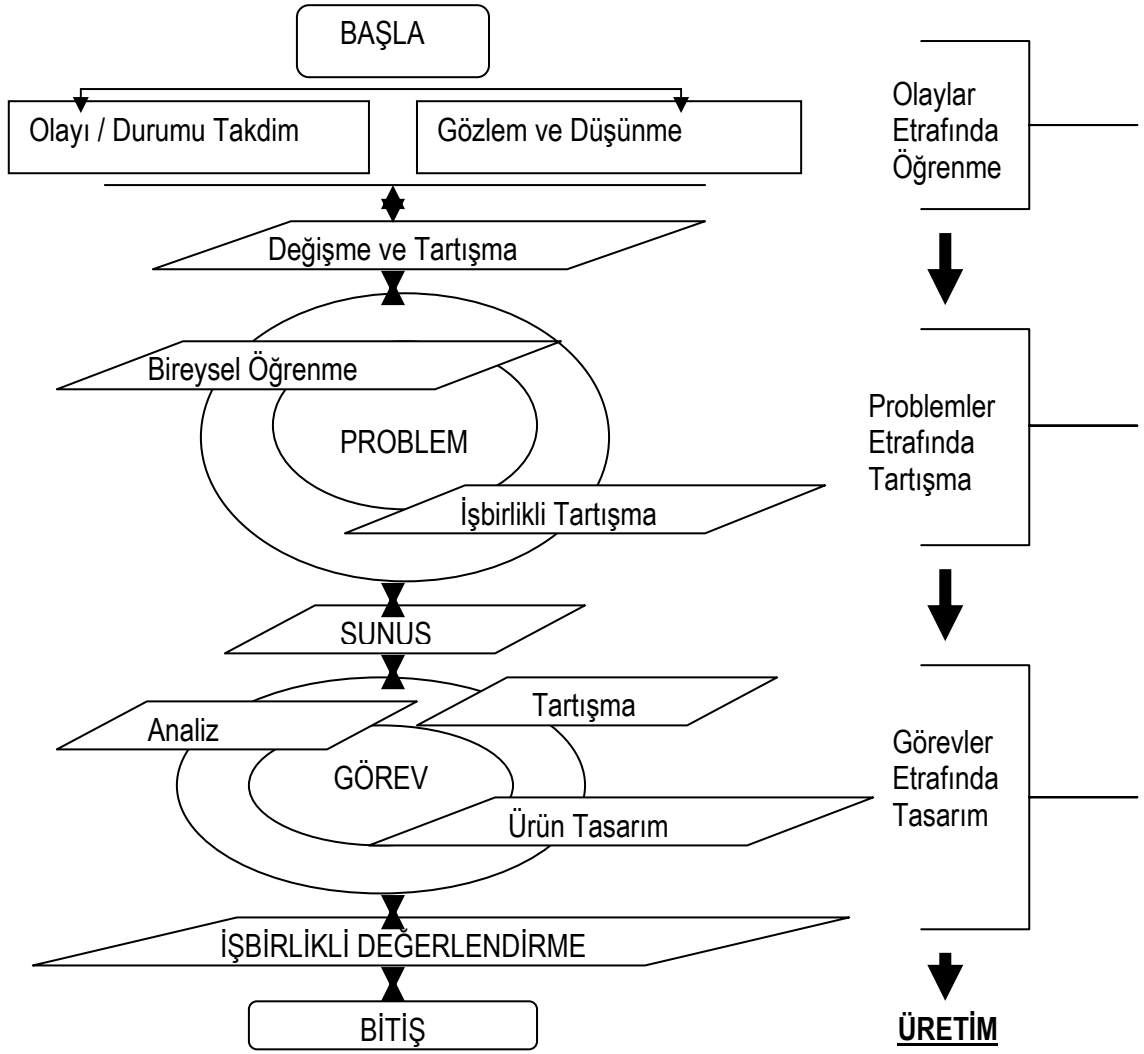 BAŞLA
Olayı / Durumu Takdim
Gözlem ve Düşünme
Değişme ve Tartışma
Bireysel Öğrenme
PROBLEM
İşbirlikli Tartışma
SUNUS
Analiz
Tartışma
GÖREV
Ürün Tasarım
İŞBİRLİKLİ DEĞERLENDİRME
BİTİŞ
Olaylar
Etrafında
Öğrenme
Problemler
Etrafında
Tartışma
Görevler
Etrafında
Tasarım
ÜRETİM